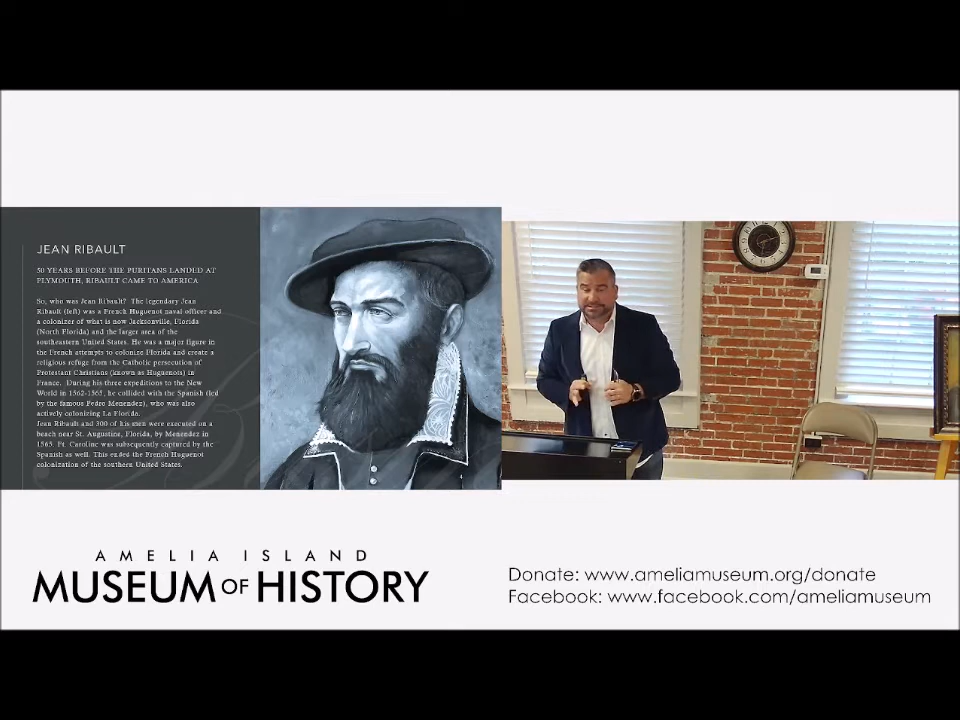 JEAN RIBAULT
50 YEARS BEFORE THE PURITANS LANDED AT
PLYMOUTH, RIBAULT CAME TO AMERICA
So, who was Jean Ribault? The legendary Jean
Ribault (left) was a French Huguenot naval officer and
a colonizer of what is now Jacksonville, Florida
(North Florida) and the larger area of the
southeastern United States. He was a major figure in
the French attempts to colonize Florida and create a
religious refuge from the Catholic persecution of
Protestant Christians (known as Huguenots) in
France. During his three expeditions to the New
World in 1562-1565, he collided with the Spanish (led
by the famous Pedro Menendez), who was also
actively colonizing La Florida.
Jean Ribault and 300 of his men were executed on a
beach near St. Augustine, Florida, by Menendez in
1565. Ft. Caroline was subsequently captured by the
Spanish as well. This ended the French Huguenot
colonization of the southern United States.
AMELIA ISLAND
MUSEUM OF HISTORY
Donate: www.ameliamuseum.org/donate
Facebook: www.facebook.com/ameliamuseum